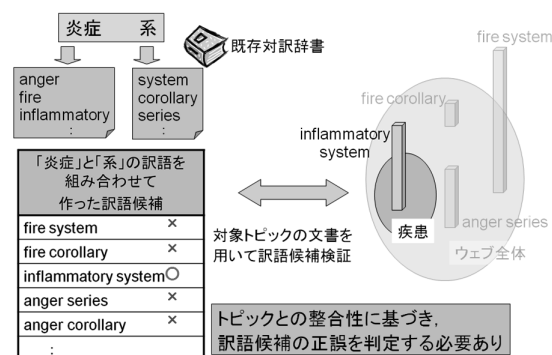 炎症 系
既存対訳辞書
anger
fire
inflammatory
:
system
corollary
series
:
「炎症」と「系」の訳語を
組み合わせて
作った訳語候補
fire system ×
fire corollary ×
inflammatory system○
anger series ×
anger corollary ×
:
対象トピックの文書を
用いて訳語候補検証
fire system
fire corollary
inflammatory
system
anger series
疾患
ウェブ全体
トピックとの整合性に基づき,
訳語候補の正誤を判定する必要あり